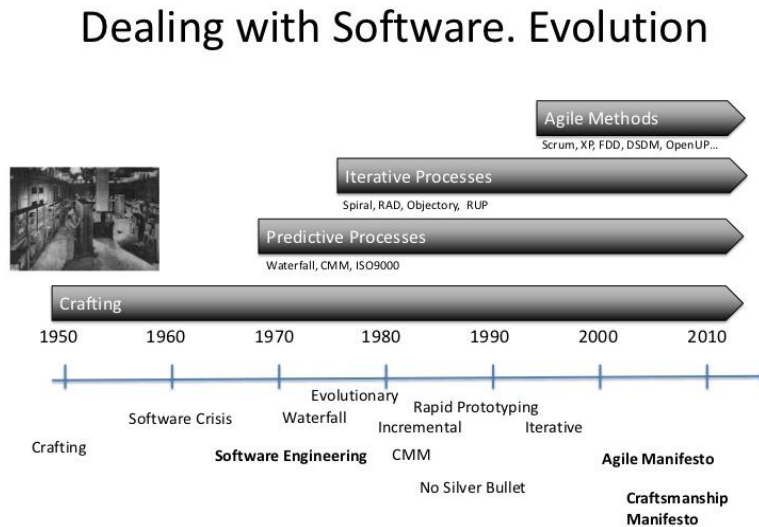 Dealing with Software. Evolution
Agile Methods
Scrum, XP, FDD, DSDM, OpenUP...
Iterative Processes
Spiral, RAD, Objectory, RUP
Predictive Processes
Waterfall, CMM, ISO9000
Crafting
1950 1960 1970 1980 1990 2000 2010
Evolutionary
Software Crisis Waterfall Rapid Prototyping
Incremental Iterative
Crafting
Software Engineering CMM Agile Manifesto
No Silver Bullet
Craftsmanship
Manifesto